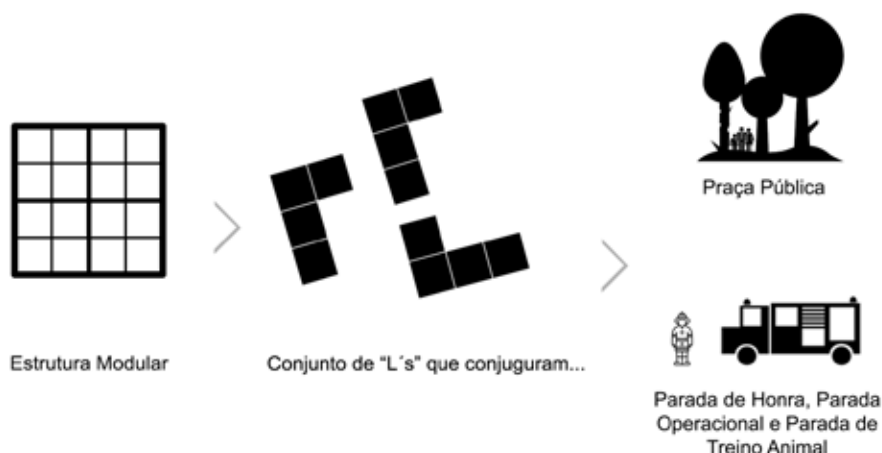 Praça Pública
Estrutura Modular
Conjunto de "L´s" que conjuguram...
Parada de Honra, Parada
Operacional e Parada de
Treino Animal